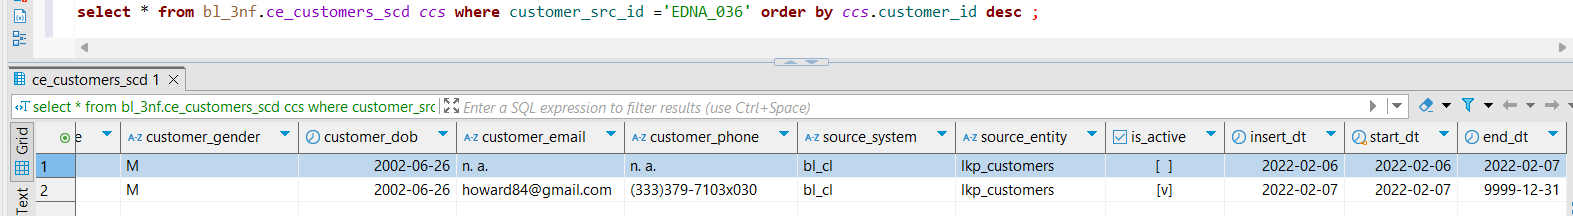 select * from bl_3nf.ce_customers_scd ccs where customer_src_id ='EDNA_036' order by ccs.customer_id desc ;
ce_customers_scd 1
select * from bl_3nf.ce_customers_scd ccs where customer_src Enter a SQL expression to filter results (use Ctrl+Space)
Grid
Text
e A-Z customer_gender customer_dob A-Z customer_email A-Z customer_phone A-Z source_system A-Z source_entity is_active insert_dt start_dt end_dt
1 M 2002-06-26 n. a. n. a. bl_cl lkp_customers [ ] 2022-02-06 2022-02-06 2022-02-07
2 M 2002-06-26 howard84@gmail.com (333)379-7103x030 bl_cl lkp_customers [v] 2022-02-07 2022-02-07 9999-12-31